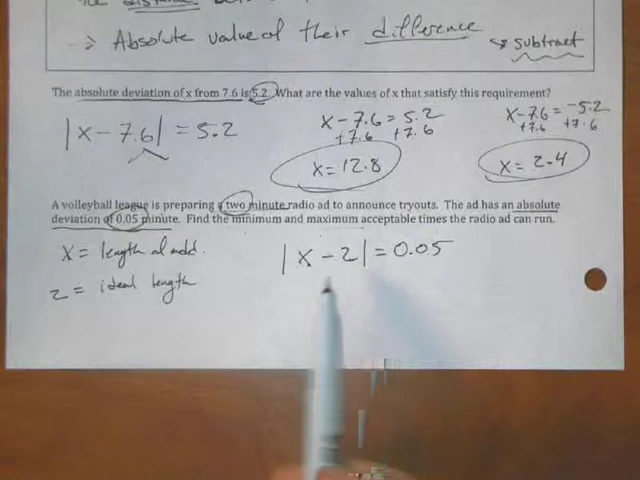 the distance
-> Absolute value of their difference
-> subtract
The absolute deviation of x from 7.6 is 5.2. What are the values of x that satisfy this requirement?
|x - 7.6| = 5.2
x - 7.6 = 5.2
+7.6 +7.6
x = 12.8
x - 7.6 = -5.2
+7.6 +7.6
x = 2.4
A volleyball league is preparing a two minute radio ad to announce tryouts. The ad has an absolute
deviation of 0.05 minute. Find the minimum and maximum acceptable times the radio ad can run.
x = length of add.
2 = ideal length
|x - 2| = 0.05